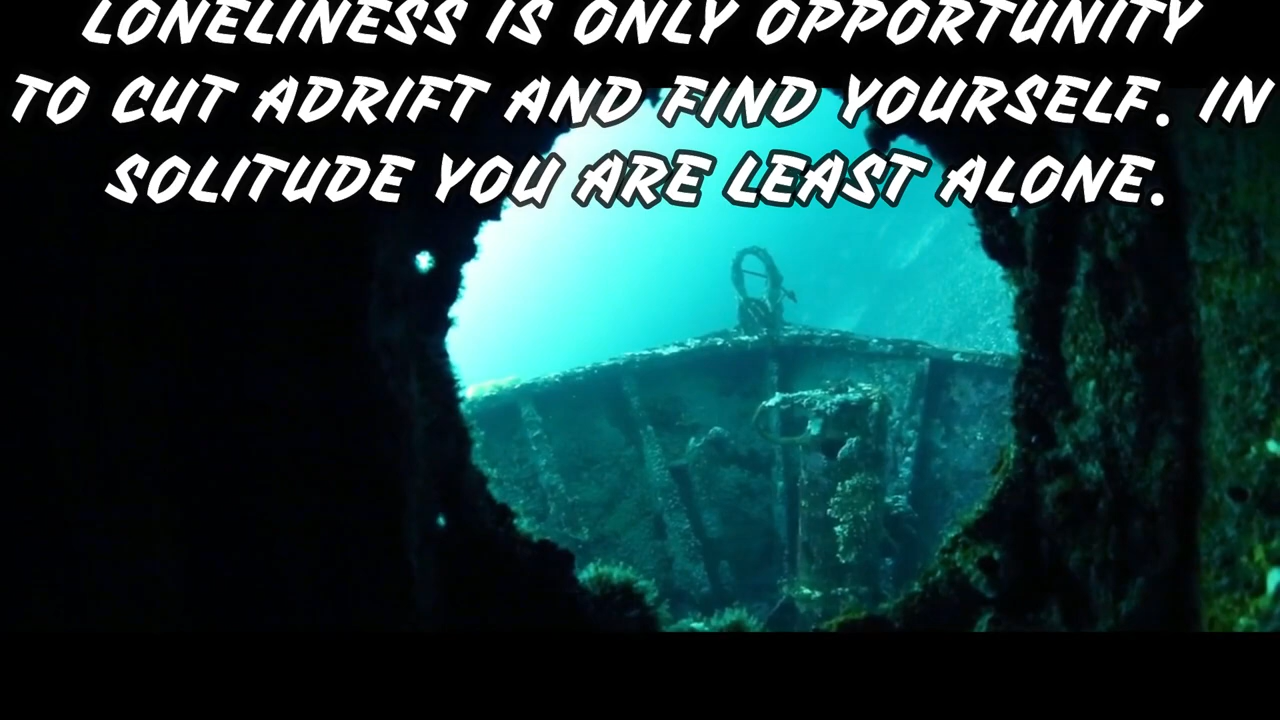 LONELINESS IS ONLY OPPORTUNITY
TO CUT ADRIFT AND FIND YOURSELF. IN
SOLITUDE YOU ARE LEAST ALONE.